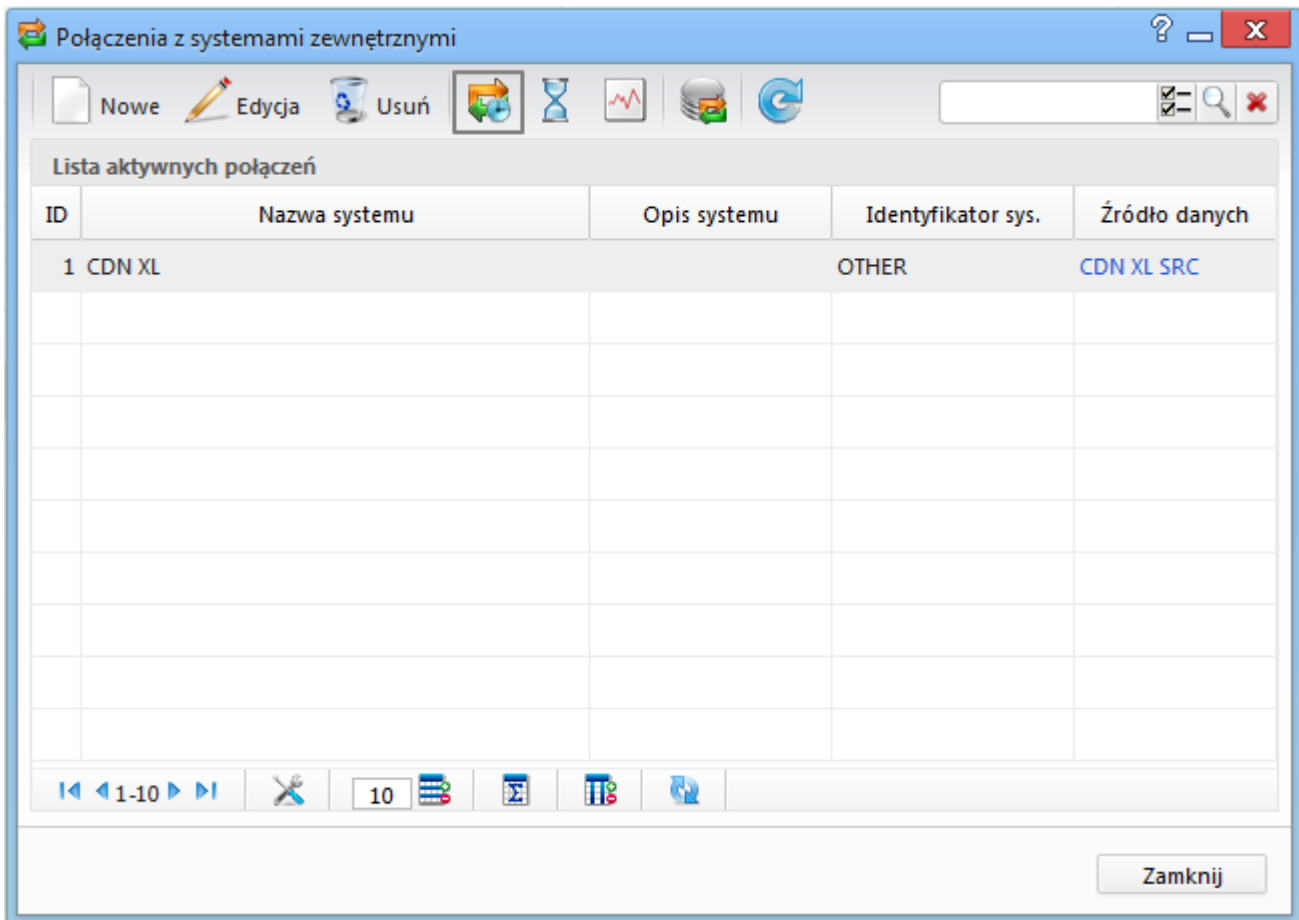 Połączenia z systemami zewnętrznymi
Nowe Edycja Usuń
Lista aktywnych połączeń
ID Nazwa systemu Opis systemu Identyfikator sys. Źródło danych
1 CDN XL OTHER CDN XL SRC
1-10 10
Zamknij